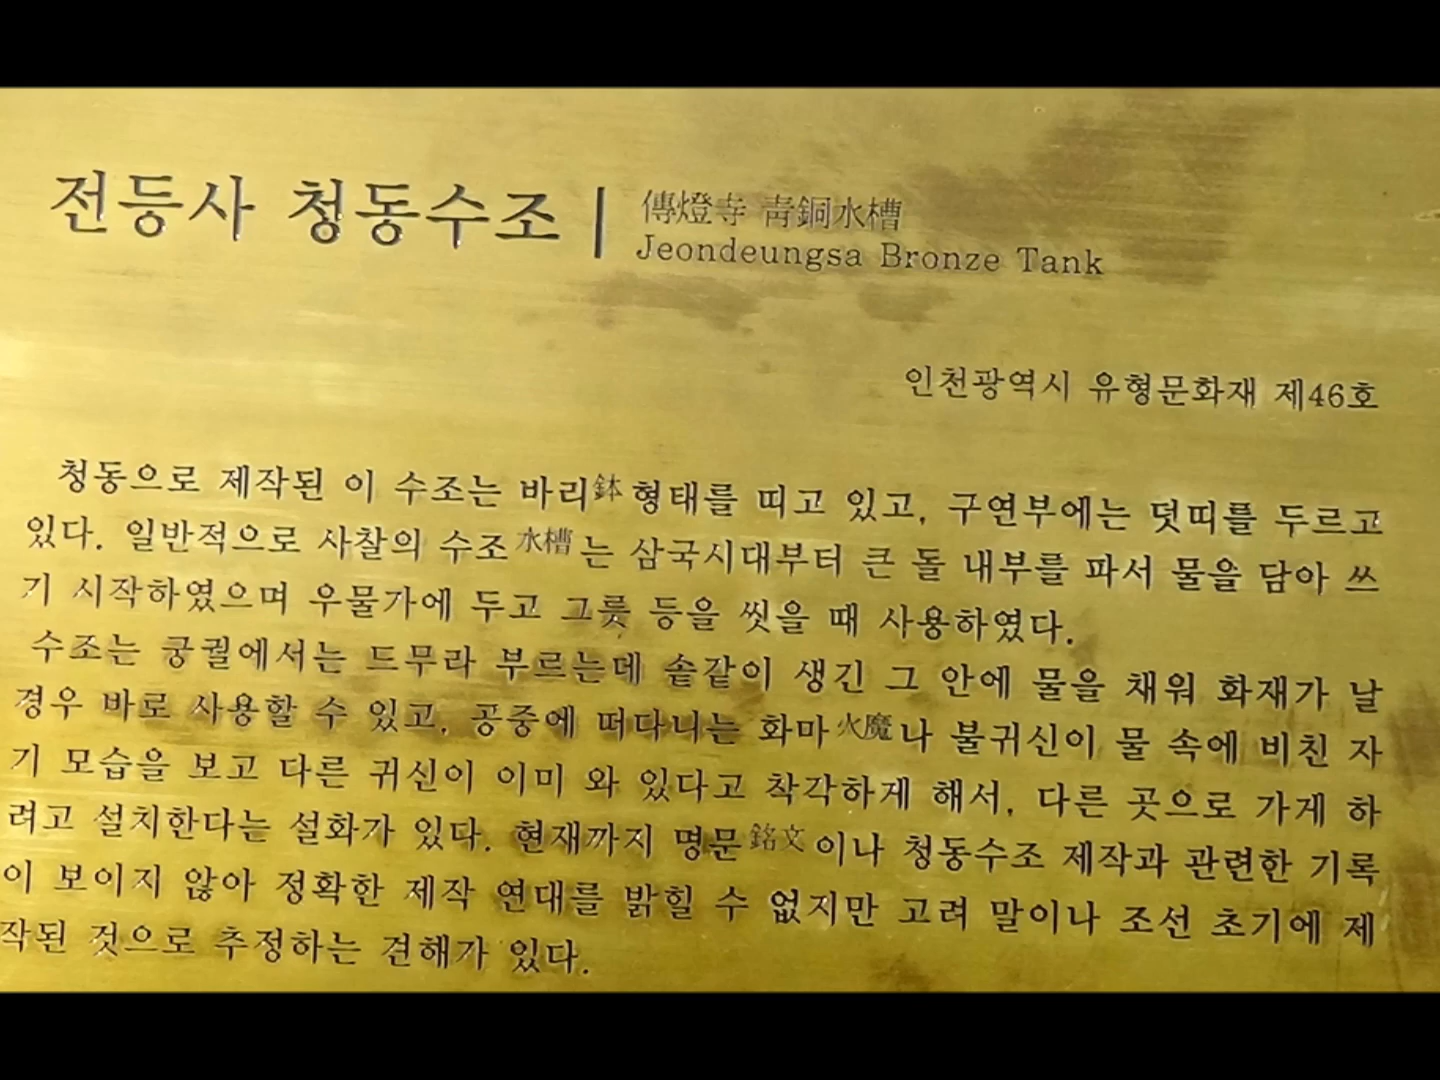 전등사 청동수조
傳燈寺 靑銅水槽
Jeondeungsa Bronze Tank
인천광역시 유형문화재 제46호
청동으로 제작된 이 수조는 바리鉢 형태를 띠고 있고, 구연부에는 덧띠를 두르고
있다. 일반적으로 사찰의 수조水槽는 삼국시대부터 큰 돌 내부를 파서 물을 담아 쓰
기 시작하였으며 우물가에 두고 그릇 등을 씻을 때 사용하였다.
수조는 궁궐에서는 드무라 부르는데 솥같이 생긴 그 안에 물을 채워 화재가 날
경우 바로 사용할 수 있고, 공중에 떠다니는 화마火魔나 불귀신이 물 속에 비친 자
기 모습을 보고 다른 귀신이 이미 와 있다고 착각하게 해서, 다른 곳으로 가게 하
려고 설치한다는 설화가 있다. 현재까지 명문銘文이나 청동수조 제작과 관련한 기록
이 보이지 않아 정확한 제작 연대를 밝힐 수 없지만 고려 말이나 조선 초기에 제
작된 것으로 추정하는 견해가 있다.